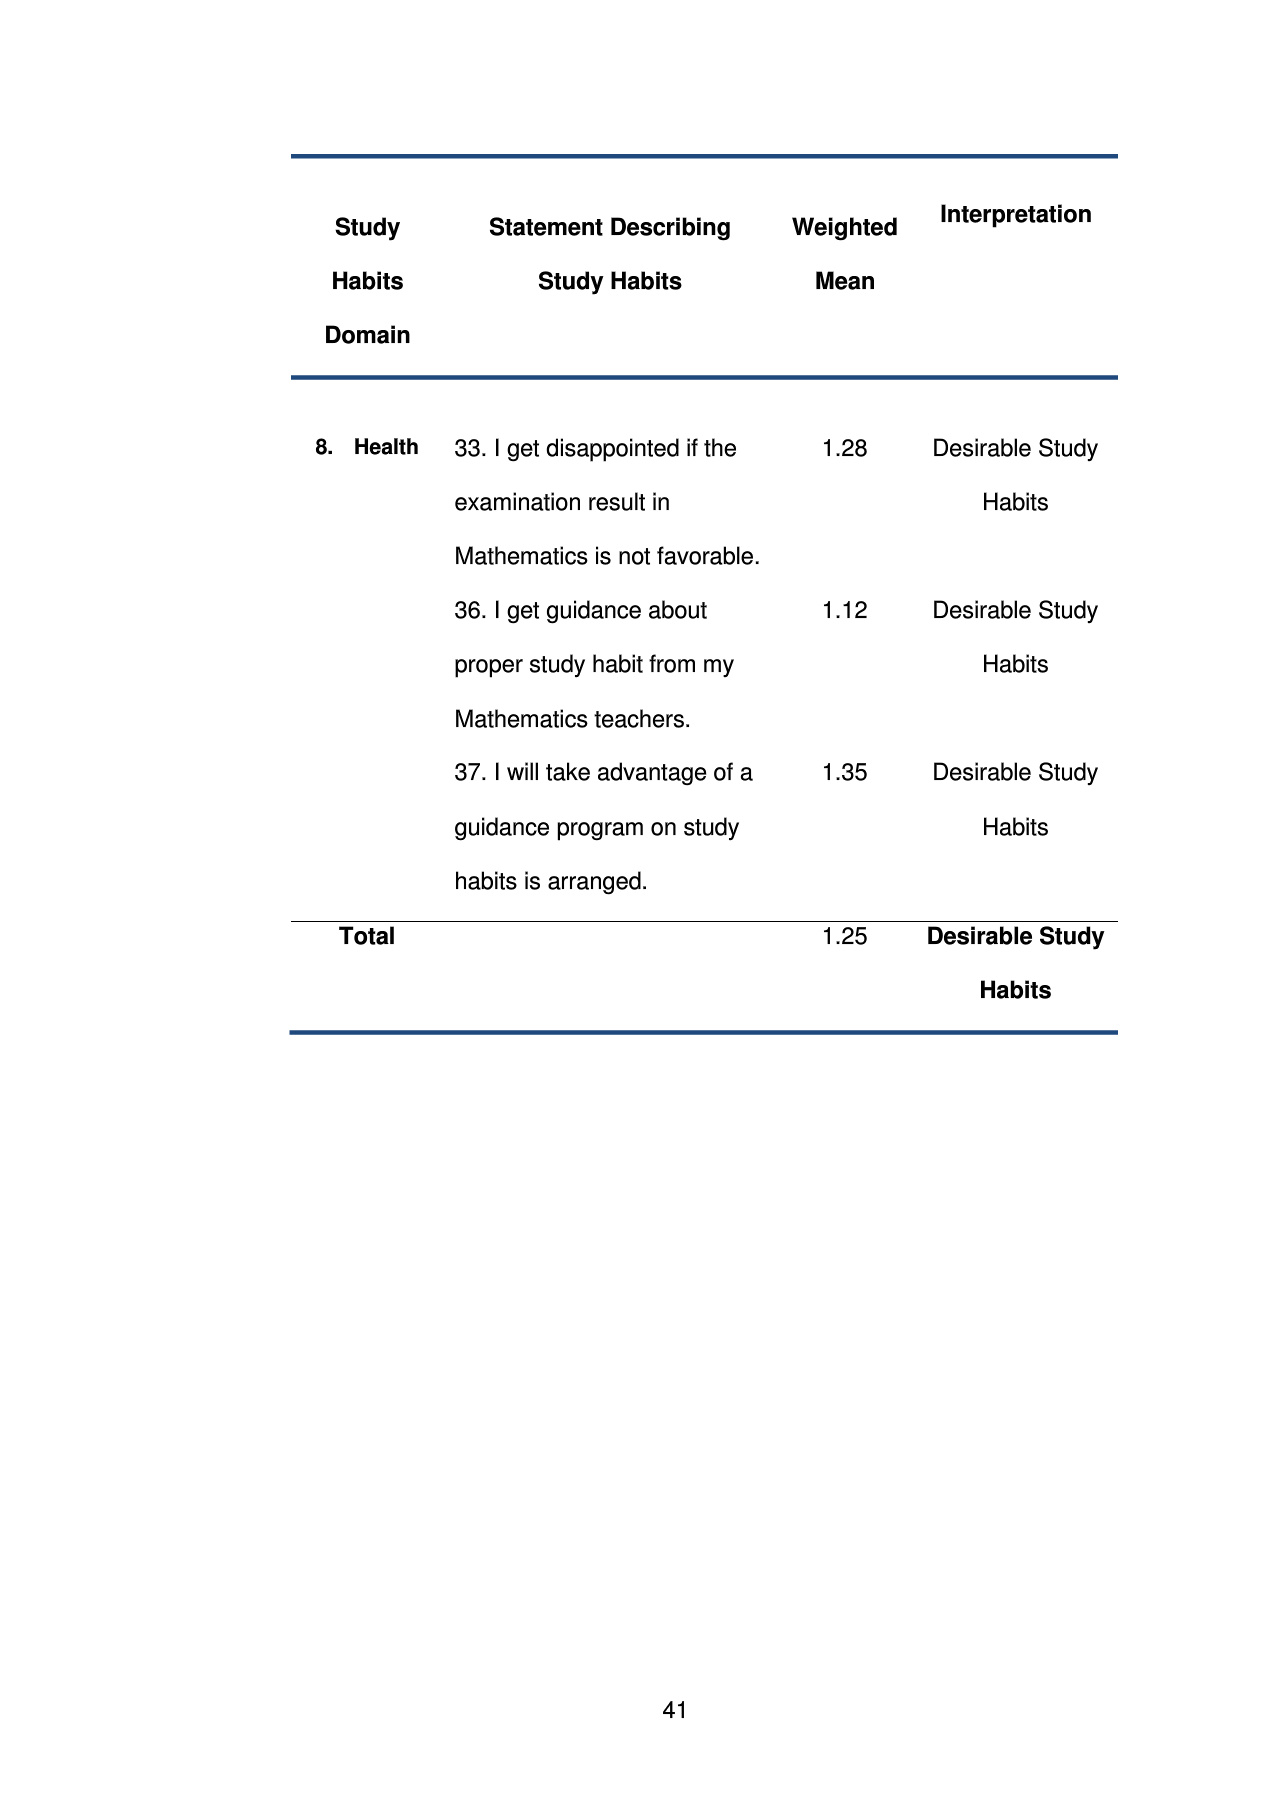 Study Habits Domain
Statement Describing Study Habits
Weighted Mean
Interpretation
8. Health
33. I get disappointed if the
examination result in
Mathematics is not favorable.
1.28
Desirable Study
Habits
36. I get guidance about
proper study habit from my
Mathematics teachers.
1.12
Desirable Study
Habits
37. I will take advantage of a
guidance program on study
habits is arranged.
1.35
Desirable Study
Habits
Total
1.25
Desirable Study
Habits
41